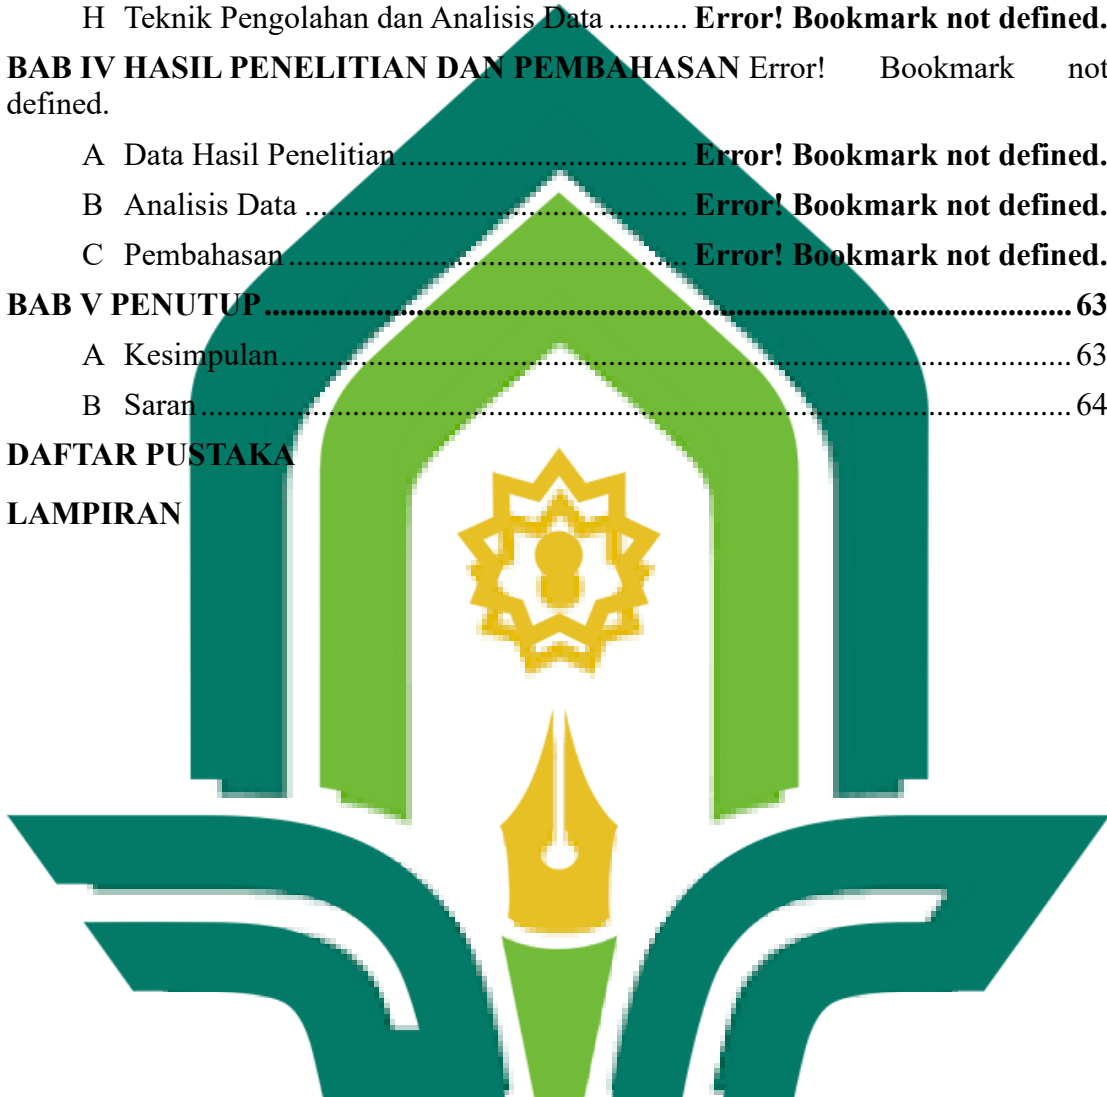 H Teknik Pengolahan dan Analisis Data .......... Error! Bookmark not defined.
BAB IV HASIL PENELITIAN DAN PEMBAHASAN Error! Bookmark not
defined.
A Data Hasil Penelitian .................................... Error! Bookmark not defined.
B Analisis Data ................................................ Error! Bookmark not defined.
C Pembahasan .................................................. Error! Bookmark not defined.
BAB V PENUTUP .................................................................................................... 63
A Kesimpulan .................................................................................................. 63
B Saran ............................................................................................................ 64
DAFTAR PUSTAKA
LAMPIRAN